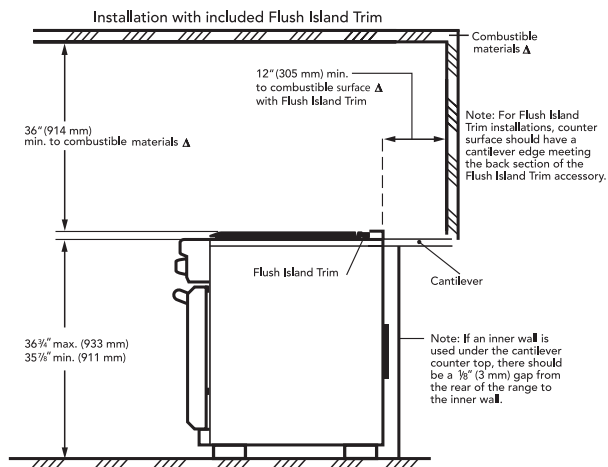 Installation with included Flush Island Trim
Combustible
materials Δ
12" (305 mm) min.
to combustible surface Δ
with Flush Island Trim
36" (914 mm)
min. to combustible materials Δ
Note: For Flush Island
Trim installations, counter
surface should have a
cantilever edge meeting
the back section of the
Flush Island Trim accessory.
Flush Island Trim
Cantilever
36¾" max. (933 mm)
35⅞" min. (911 mm)
Note: If an inner wall is
used under the cantilever
counter top, there should
be a ⅛" (3 mm) gap from
the rear of the range to
the inner wall.